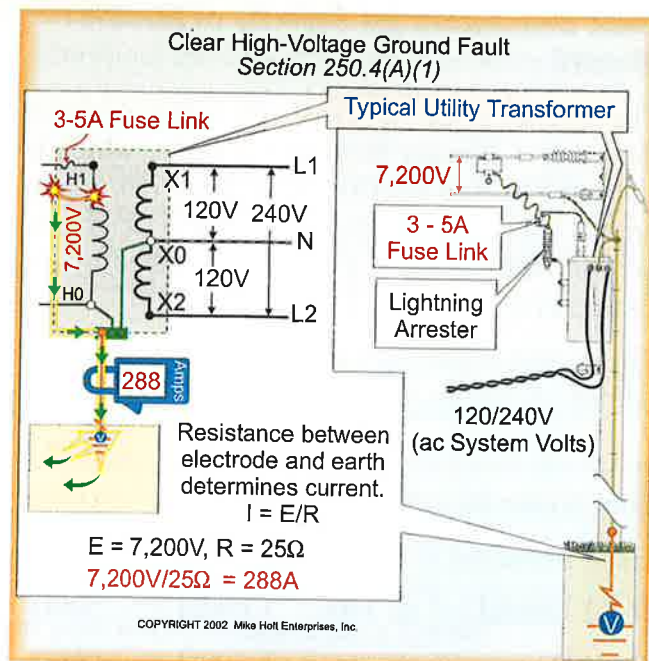 Clear High-Voltage Ground Fault
Section 250.4(A)(1)
3-5A Fuse Link
Typical Utility Transformer
H1
X1
L1
7,200V
120V
240V
X0
N
120V
H0
X2
L2
7,200V
3 - 5A
Fuse Link
Lightning
Arrester
288
Amps
V
120/240V
(ac System Volts)
Resistance between
electrode and earth
determines current.
I = E/R
E = 7,200V, R = 25Ω
7,200V/25Ω = 288A
V
COPYRIGHT 2002 Mike Holt Enterprises, Inc.